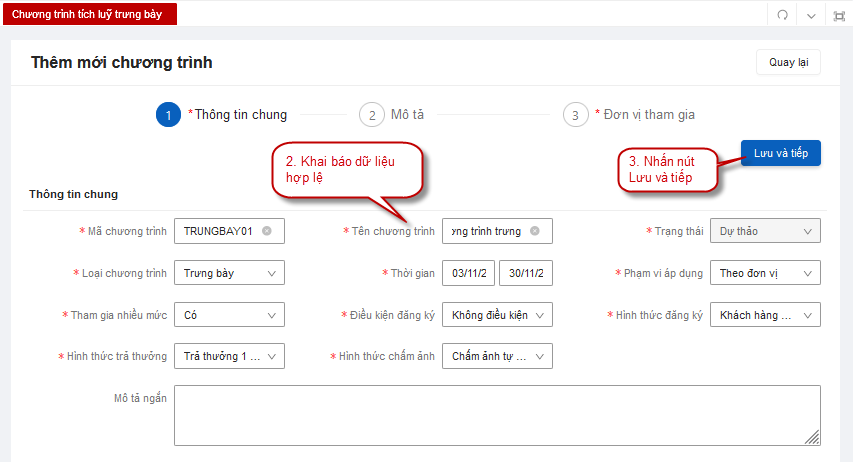 Chương trình tích luỹ trưng bày
Thêm mới chương trình
Quay lại
1 * Thông tin chung
2 Mô tả
3 * Đơn vị tham gia
Lưu và tiếp
2. Khai báo dữ liệu
hợp lệ
3. Nhấn nút
Lưu và tiếp
Thông tin chung
* Mã chương trình TRUNGBAY01 * Tên chương trình ơng trình trưng * Trạng thái Dự thảo
* Loại chương trình Trưng bày * Thời gian 03/11/2 30/11/2 * Phạm vi áp dụng Theo đơn vị
* Tham gia nhiều mức Có * Điều kiện đăng ký Không điều kiện * Hình thức đăng ký Khách hàng ...
* Hình thức trả thưởng Trả thưởng 1 ... * Hình thức chấm ảnh Chấm ảnh tự ...
Mô tả ngắn